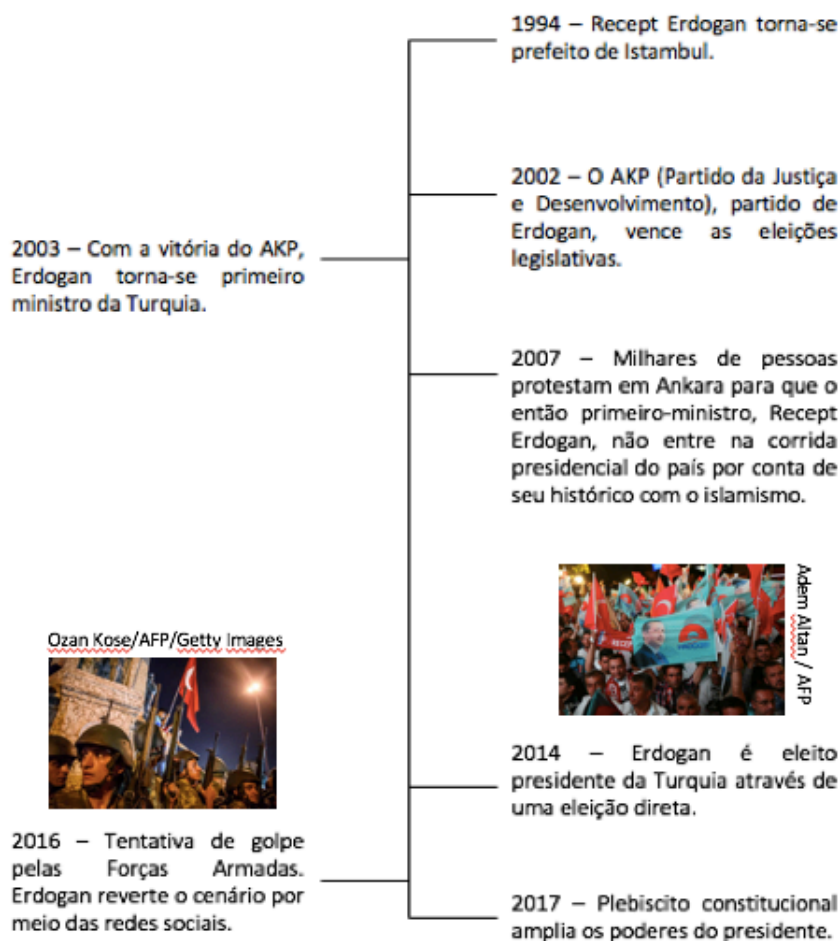 1994 – Recept Erdogan torna-se
prefeito de Istambul.
2002 – O AKP (Partido da Justiça
e Desenvolvimento), partido de
Erdogan, vence as eleições
legislativas.
2003 – Com a vitória do AKP,
Erdogan torna-se primeiro
ministro da Turquia.
2007 – Milhares de pessoas
protestam em Ankara para que o
então primeiro-ministro, Recept
Erdogan, não entre na corrida
presidencial do país por conta de
seu histórico com o islamismo.
Adem Altan / AFP
2014 – Erdogan é eleito
presidente da Turquia através de
uma eleição direta.
Ozan Kose/AFP/Getty Images
2016 – Tentativa de golpe
pelas Forças Armadas.
Erdogan reverte o cenário por
meio das redes sociais.
2017 – Plebiscito constitucional
amplia os poderes do presidente.